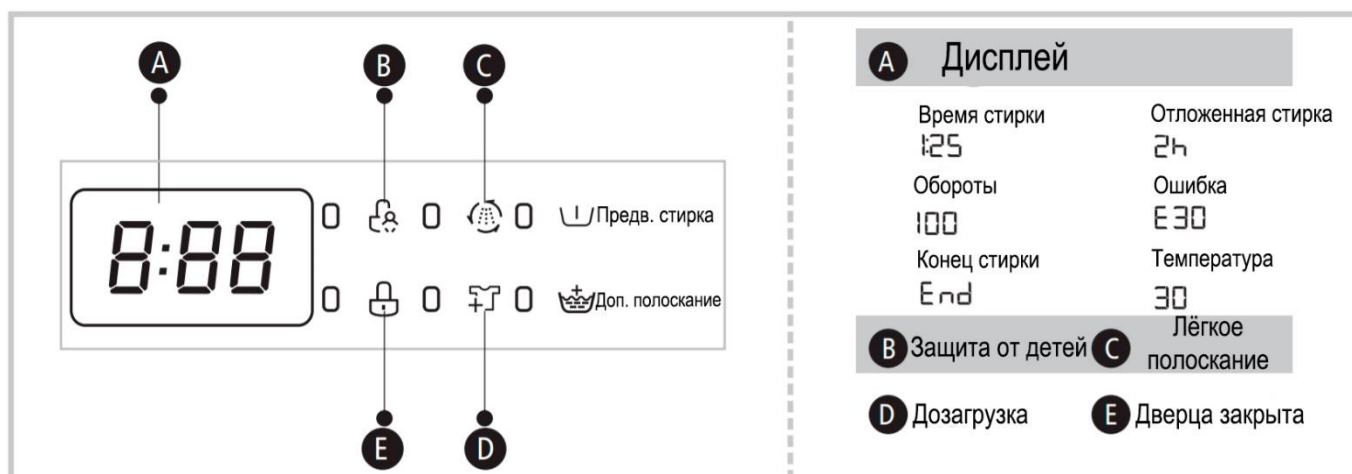 A B C
8:88
Предв. стирка
Доп. полоскание
E D
A Дисплей
Время стирки Отложенная стирка
1:25 2h
Обороты Ошибка
100 E30
Конец стирки Температура
End 30
B Защита от детей C Лёгкое
полоскание
D Дозагрузка E Дверца закрыта